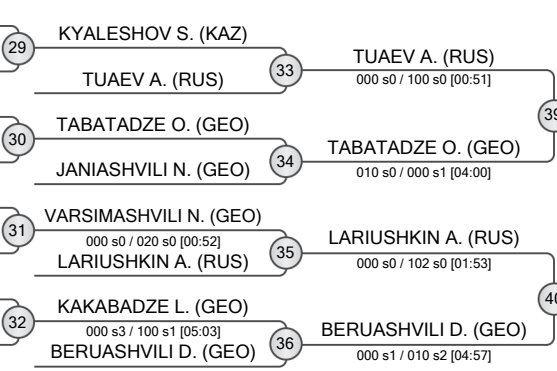 29
KYALESHOV S. (KAZ)
TUAEV A. (RUS)
33
TUAEV A. (RUS)
000 s0 / 100 s0 [00:51]
30
TABATADZE O. (GEO)
JANIASHVILI N. (GEO)
34
TABATADZE O. (GEO)
010 s0 / 000 s1 [04:00]
39
31
VARSIMASHVILI N. (GEO)
000 s0 / 020 s0 [00:52]
LARIUSHKIN A. (RUS)
35
LARIUSHKIN A. (RUS)
000 s0 / 102 s0 [01:53]
32
KAKABADZE L. (GEO)
000 s3 / 100 s1 [05:03]
BERUASHVILI D. (GEO)
36
BERUASHVILI D. (GEO)
000 s1 / 010 s2 [04:57]
40